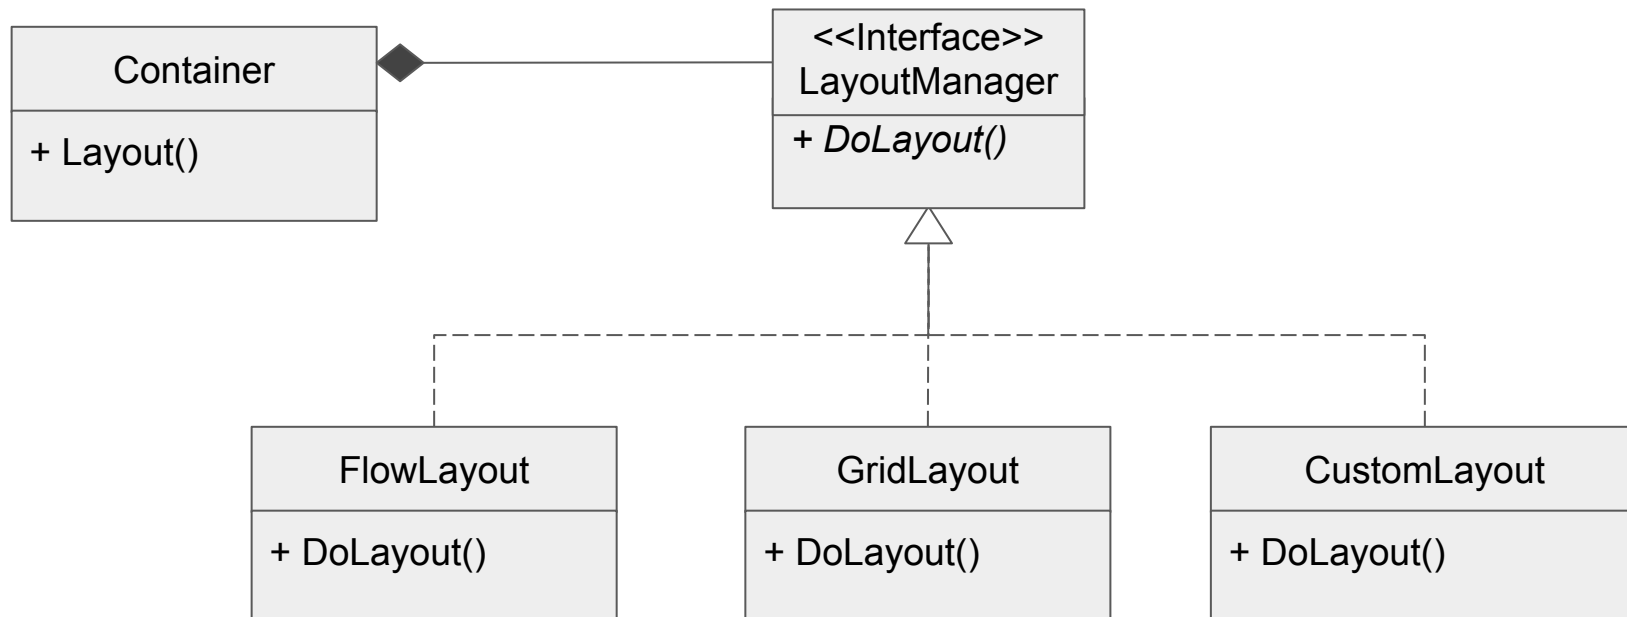 Container
+ Layout()
<<Interface>>
LayoutManager
+ DoLayout()
FlowLayout
+ DoLayout()
GridLayout
+ DoLayout()
CustomLayout
+ DoLayout()